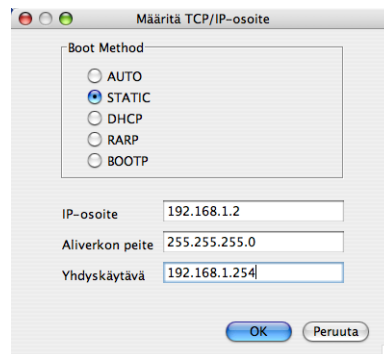 Määritä TCP/IP-osoite
Boot Method
AUTO
STATIC
DHCP
RARP
BOOTP
IP-osoite 192.168.1.2
Aliverkon peite 255.255.255.0
Yhdyskäytävä 192.168.1.254
OK Peruuta